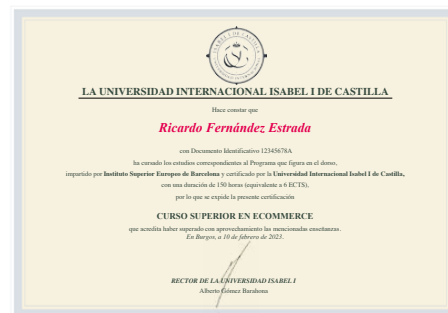 LA UNIVERSIDAD INTERNACIONAL ISABEL I DE CASTILLA
Hace constar que
Ricardo Fernández Estrada
con Documento Identificativo 12345678A
ha cursado los estudios correspondientes al Programa que figura en el dorso,
impartido por Instituto Superior Europeo de Barcelona y certificado por la Universidad Internacional Isabel I de Castilla,
con una duración de 150 horas (equivalente a 6 ECTS),
por lo que se expide la presente certificación
CURSO SUPERIOR EN ECOMMERCE
que acredita haber superado con aprovechamiento las mencionadas enseñanzas.
En Burgos, a 10 de febrero de 2023.
RECTOR DE LA UNIVERSIDAD ISABEL I
Alberto Gómez Barahona